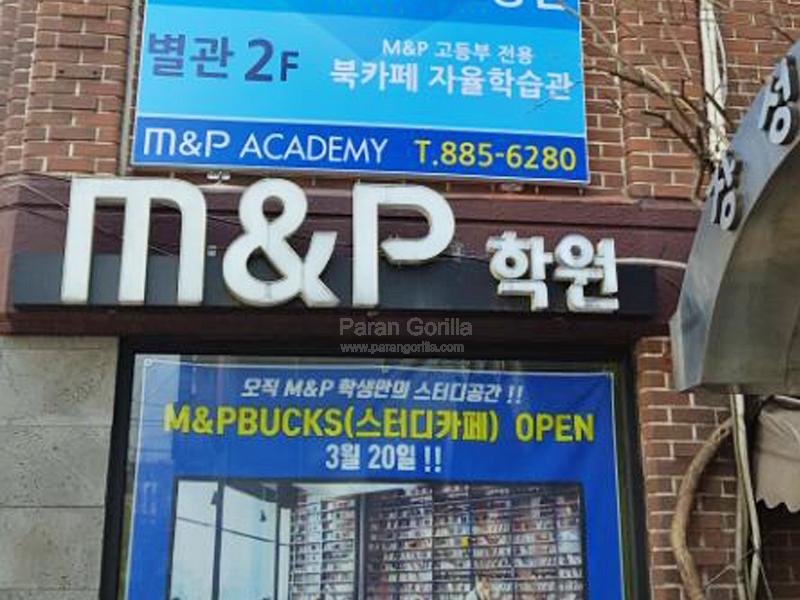 별관 2F
M&P 고등부 전용
북카페 자율학습관
M&P ACADEMY T.885-6280
M&P 학원
Paran Gorilla
www.parangorilla.com
오직 M&P 학생만의 스터디공간 !!
M&PBUCKS(스터디카페) OPEN
3월 20일 !!